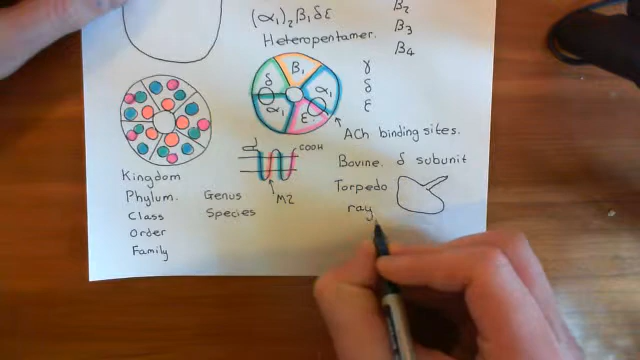 (α₁)₂β₁δε
Heteropentamer.
β₂
β₃
β₄
γ
δ
ε
δ
β₁
α₁
α₁
ε
ACh binding sites.
COOH
M2
Bovine. δ subunit
Torpedo
ray
Kingdom
Phylum.
Class
Order
Family
Genus
Species